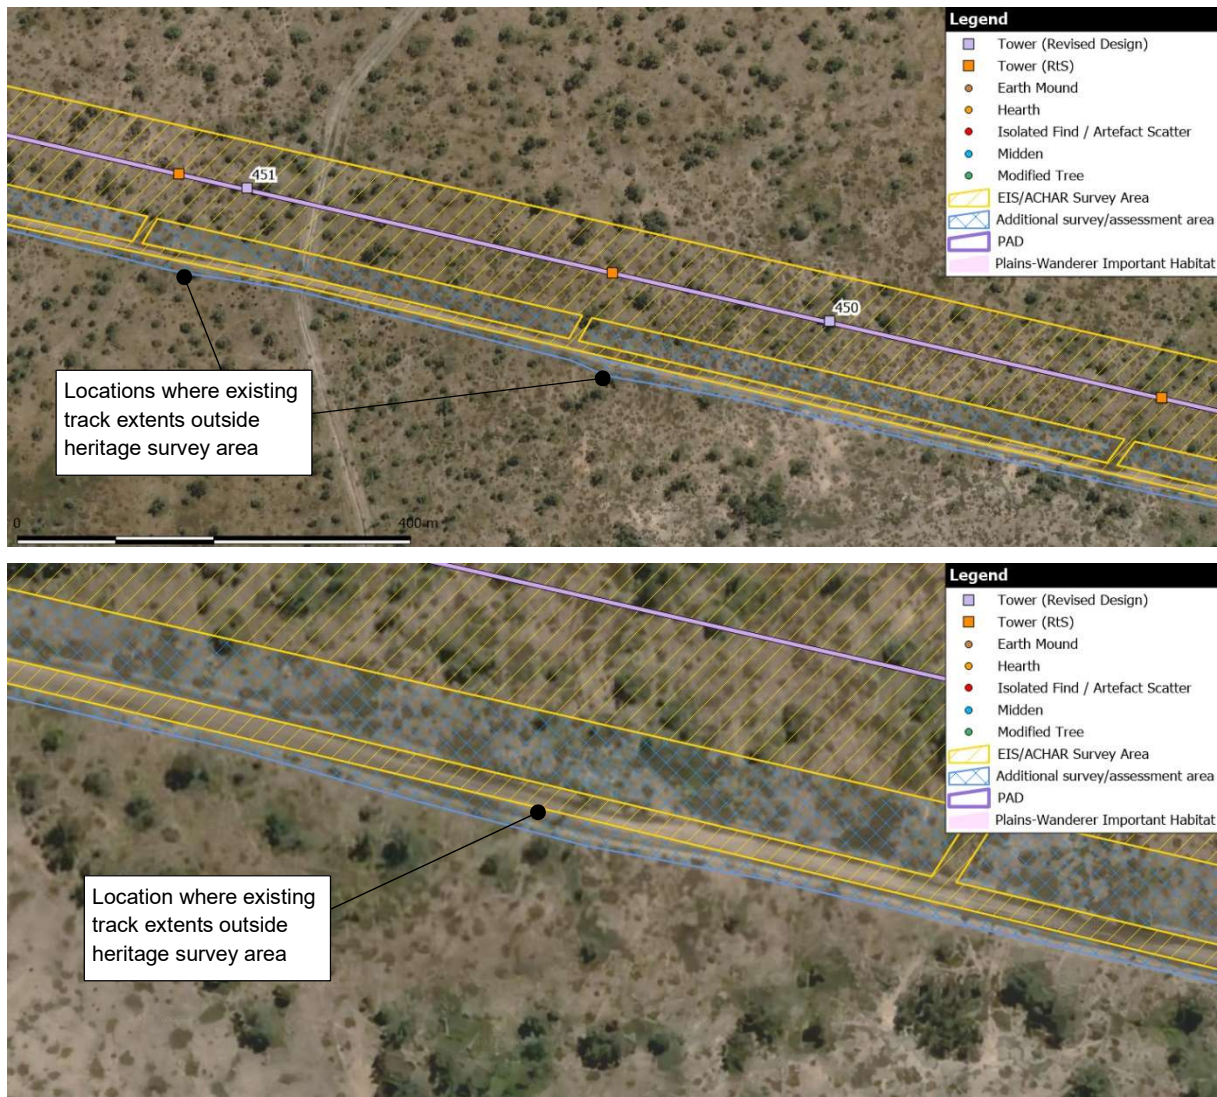 Legend
Tower (Revised Design)
Tower (RtS)
Earth Mound
Hearth
Isolated Find / Artefact Scatter
Midden
Modified Tree
EIS/ACHAR Survey Area
Additional survey/assessment area
PAD
Plains-Wanderer Important Habitat
451
450
Locations where existing
track extents outside
heritage survey area
0
400 m
Legend
Tower (Revised Design)
Tower (RtS)
Earth Mound
Hearth
Isolated Find / Artefact Scatter
Midden
Modified Tree
EIS/ACHAR Survey Area
Additional survey/assessment area
PAD
Plains-Wanderer Important Habitat
Location where existing
track extents outside
heritage survey area